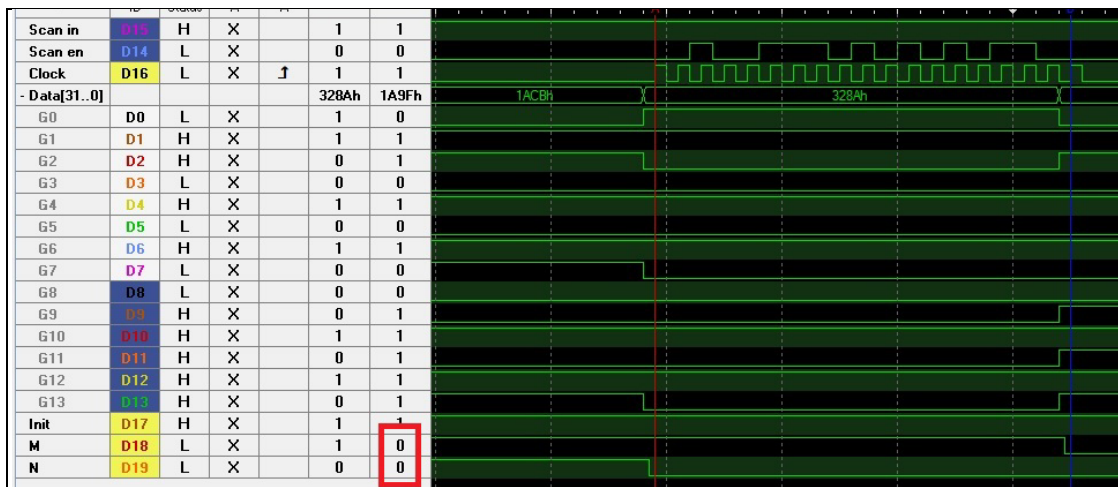 Scan in D15 H X 1 1
Scan en D14 L X 0 0
Clock D16 L X 1 1
- Data[31..0] 328Ah 1A9Fh 1ACBh 328Ah
G0 D0 L X 1 0
G1 D1 H X 1 1
G2 D2 H X 0 1
G3 D3 L X 0 0
G4 D4 H X 1 1
G5 D5 L X 0 0
G6 D6 H X 1 1
G7 D7 L X 0 0
G8 D8 L X 0 0
G9 D9 H X 0 1
G10 D10 H X 1 1
G11 D11 H X 0 1
G12 D12 H X 1 1
G13 D13 H X 0 1
Init D17 H X 1 1
M D18 L X 1 0
N D19 L X 0 0